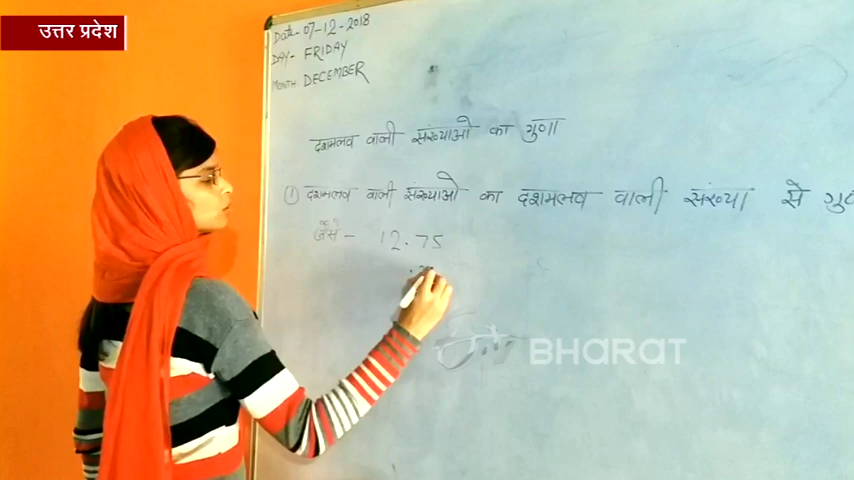 उत्तर प्रदेश
Date- 07-12-2018
DAY- FRIDAY
MONTH DECEMBER
दशमलव वाली संख्याओ का गुणा
① दशमलव वाली संख्याओ का दशमलव वाली संख्या से
जैसे - 12.75
BHARAT